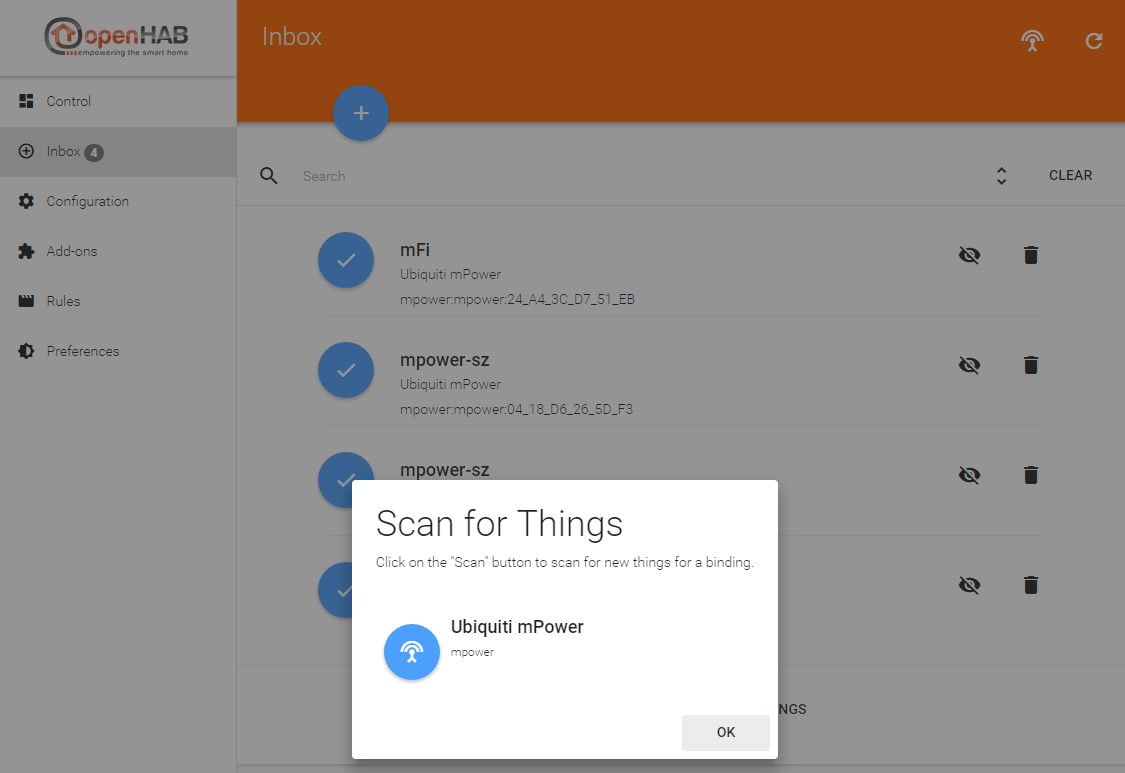 openHAB
empowering the smart home
Inbox
Control
Inbox 4
Configuration
Add-ons
Rules
Preferences
Search
CLEAR
mFi
Ubiquiti mPower
mpower:mpower:24_A4_3C_D7_51_EB
mpower-sz
Ubiquiti mPower
mpower:mpower:04_18_D6_26_5D_F3
mpower-sz
Scan for Things
Click on the "Scan" button to scan for new things for a binding.
Ubiquiti mPower
mpower
NGS
OK